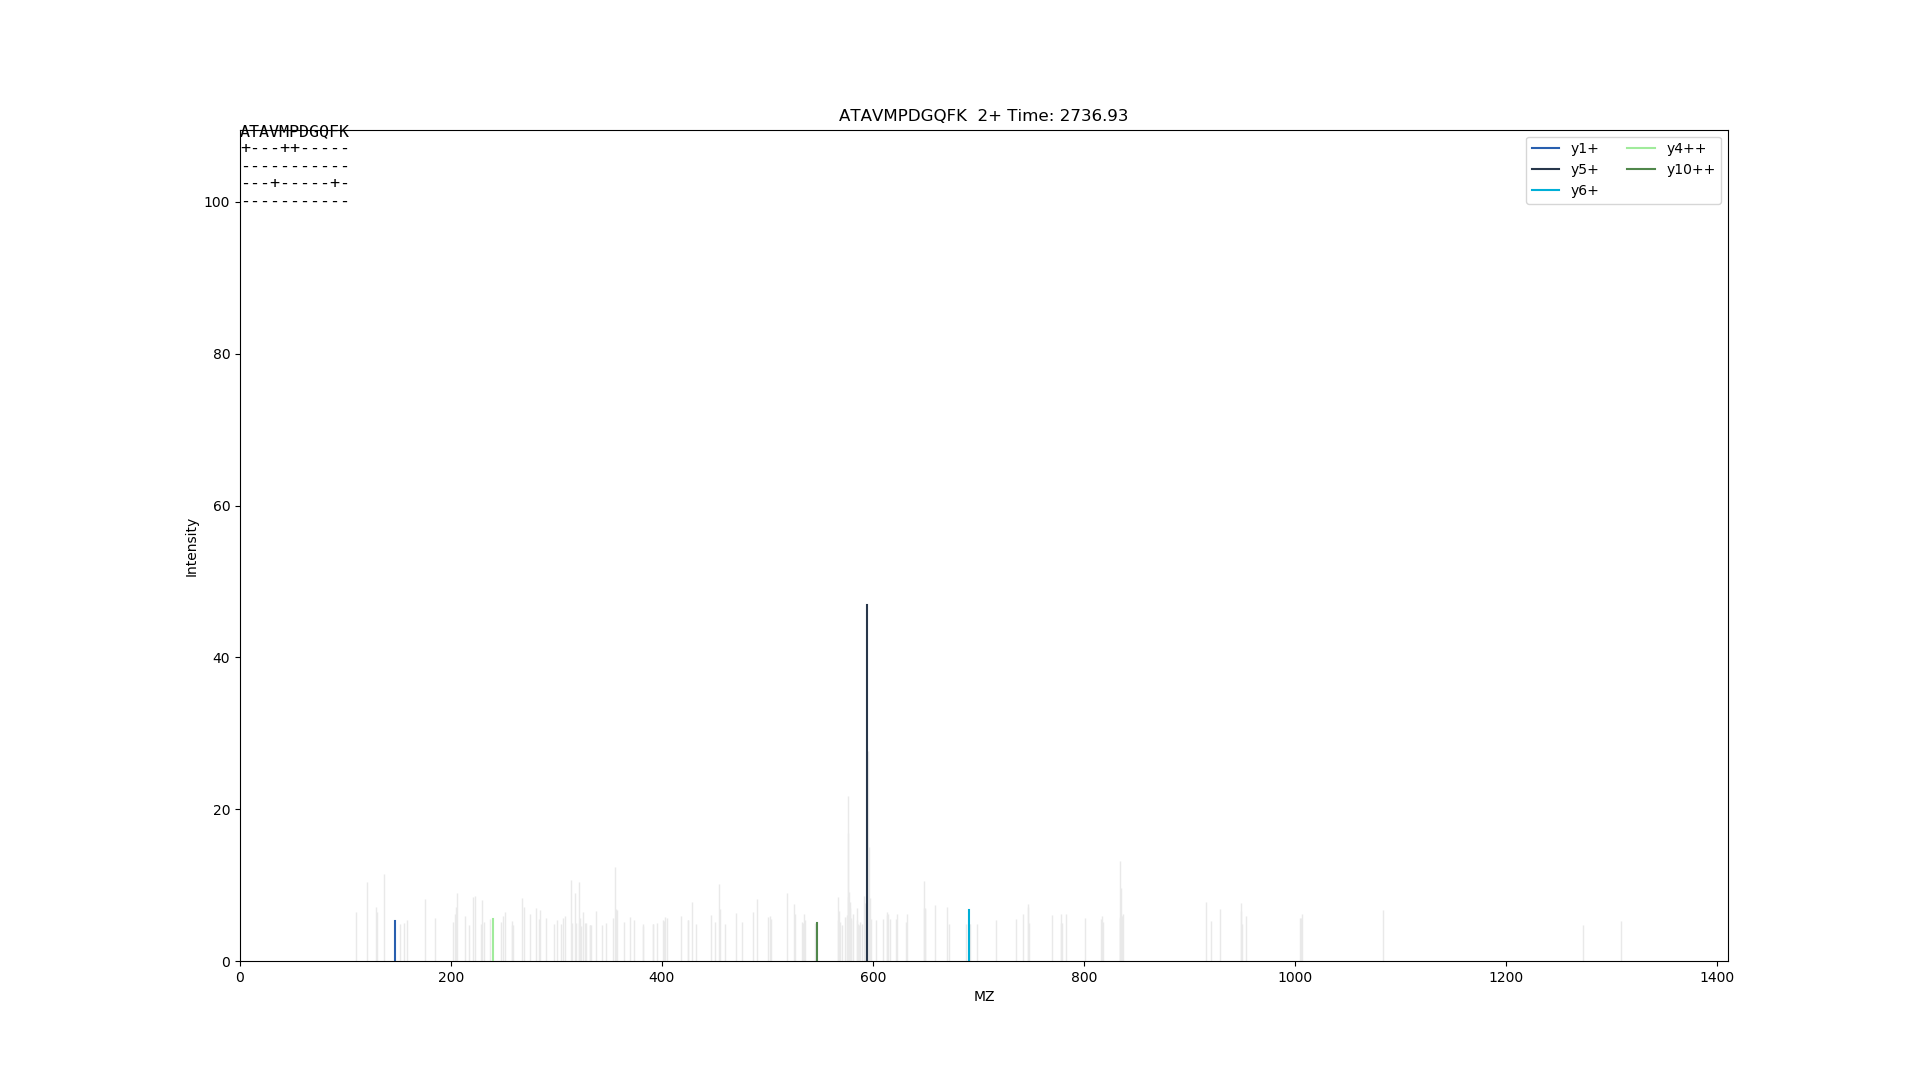 ATAVMPDGQFK  2+ Time: 2736.93
ATAVMPDGQFK
+---++-----
-----------
---+-----+-
-----------
y1+
y5+
y6+
y4++
y10++
100
80
60
40
20
0
Intensity
0 200 400 600 800 1000 1200 1400
MZ